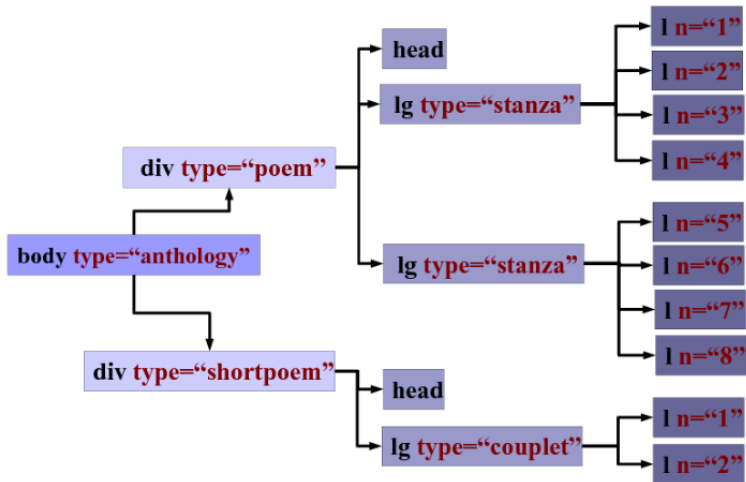 body type=“anthology”
div type=“poem”
head
lg type=“stanza”
l n=“1”
l n=“2”
l n=“3”
l n=“4”
lg type=“stanza”
l n=“5”
l n=“6”
l n=“7”
l n=“8”
div type=“shortpoem”
head
lg type=“couplet”
l n=“1”
l n=“2”